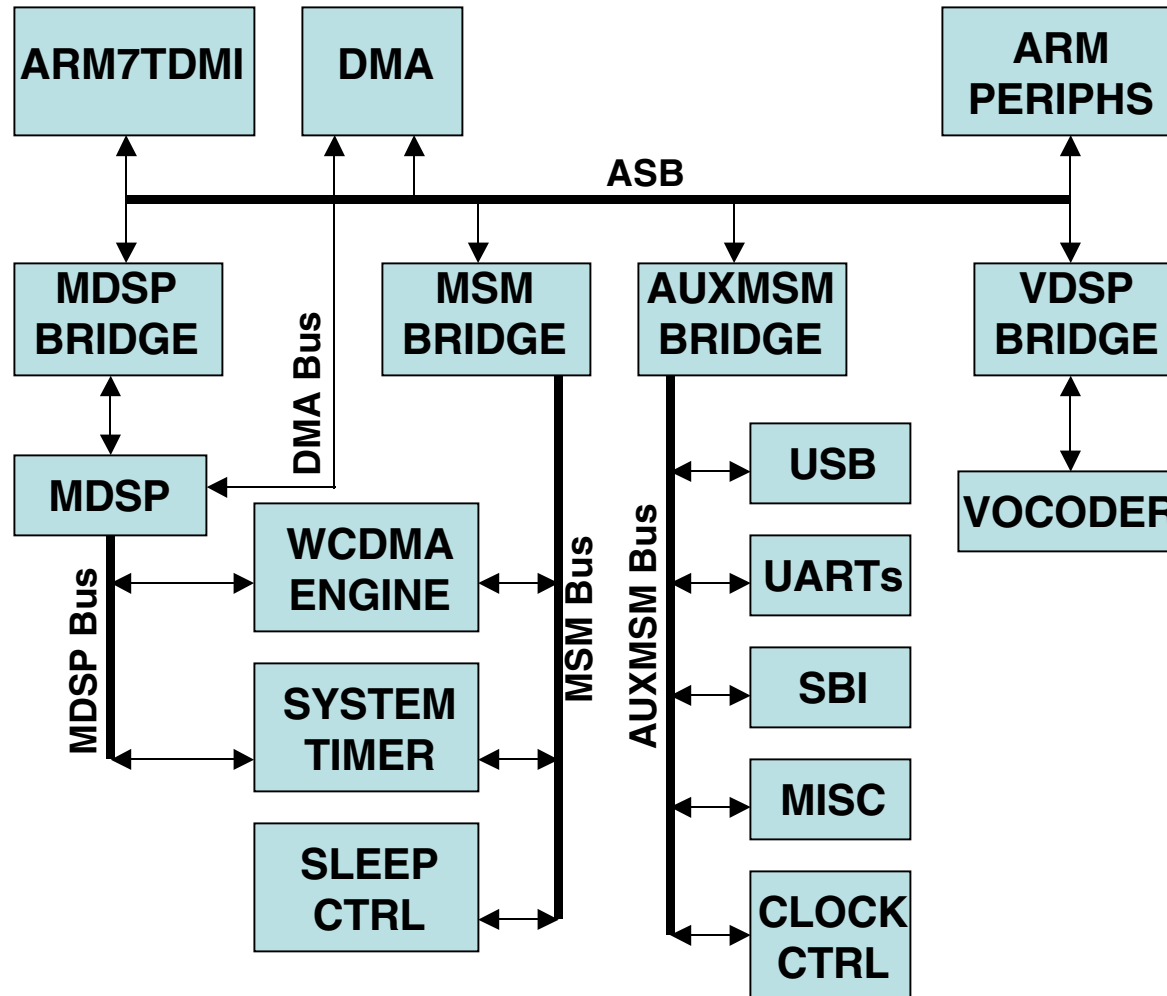 ARM7TDMI
DMA
ARM
PERIPHS
ASB
MDSP
BRIDGE
MSM
BRIDGE
AUXMSM
BRIDGE
VDSP
BRIDGE
DMA Bus
MDSP
USB
VOCODER
WCDMA
ENGINE
UARTs
MDSP Bus
MSM Bus
AUXMSM Bus
SYSTEM
TIMER
SBI
MISC
SLEEP
CTRL
CLOCK
CTRL